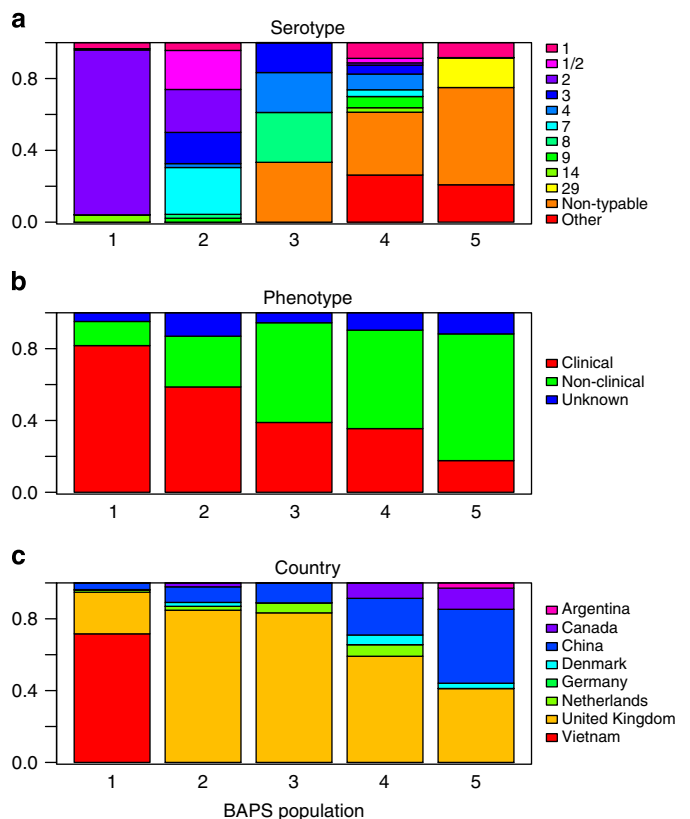 a
Serotype
0.8
0.4
0.0
1 2 3 4 5
1
1/2
2
3
4
7
8
9
14
29
Non-typable
Other
b
Phenotype
0.8
0.4
0.0
1 2 3 4 5
Clinical
Non-clinical
Unknown
c
Country
0.8
0.4
0.0
1 2 3 4 5
BAPS population
Argentina
Canada
China
Denmark
Germany
Netherlands
United Kingdom
Vietnam